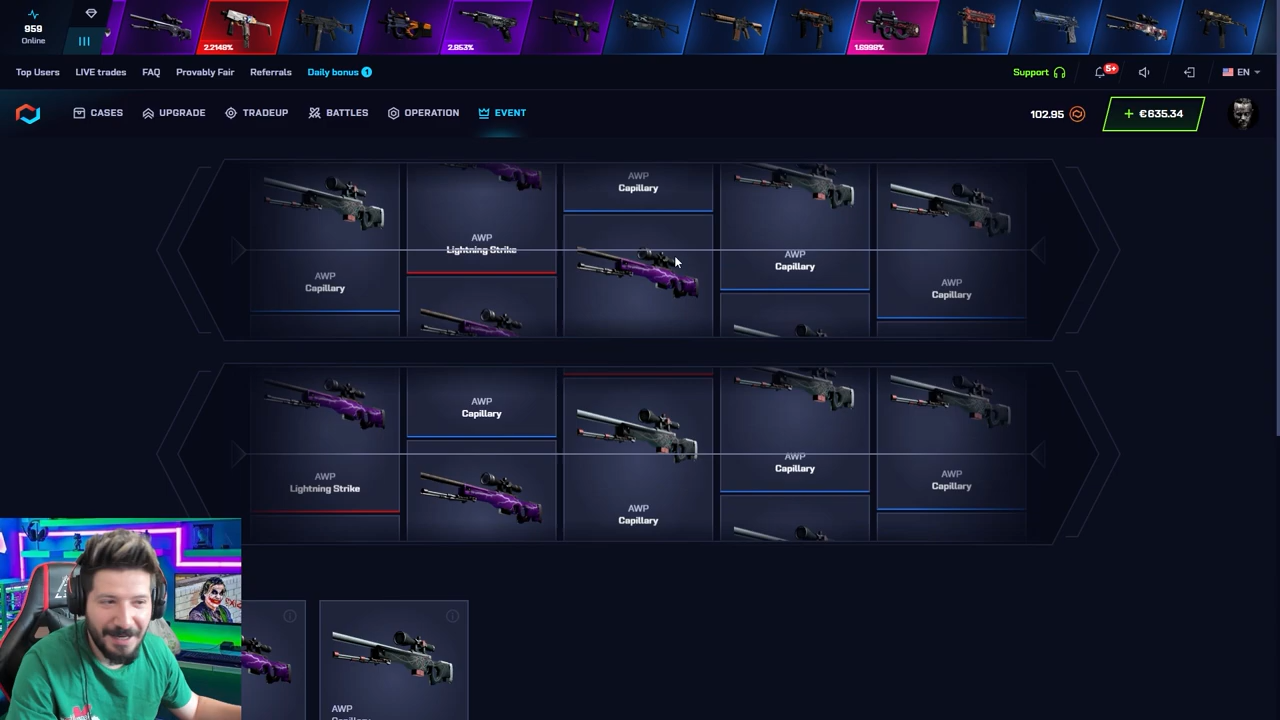 959
Online
2.2148%
2.853%
1.6998%
Top Users LIVE trades FAQ Provably Fair Referrals Daily bonus 1 Support 5+ EN
CASES UPGRADE TRADEUP BATTLES OPERATION EVENT 102.95 + €635.34
AWP
Capillary
AWP
Lightning Strike
AWP
Capillary
AWP
Capillary
AWP
Capillary
AWP
Lightning Strike
AWP
Capillary
AWP
Capillary
AWP
Capillary
AWP
Capillary
AWP
Capillary